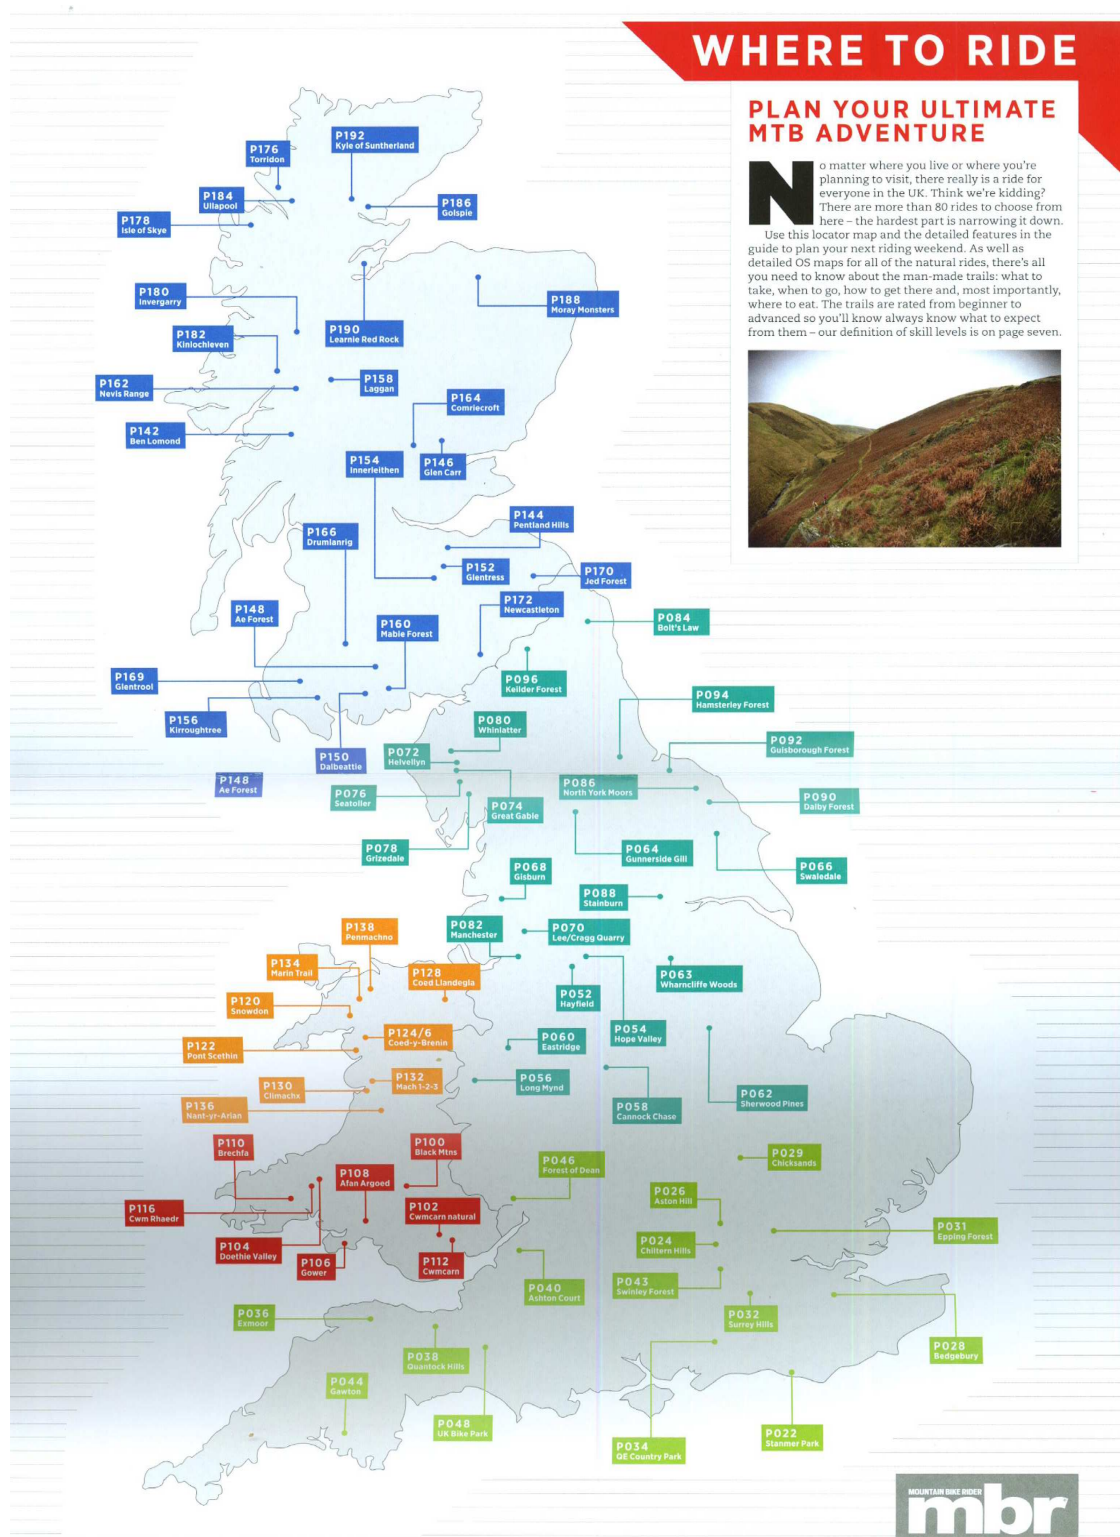 WHERE TO RIDE
PLAN YOUR ULTIMATE
MTB ADVENTURE
No matter where you live or where you're
planning to visit, there really is a ride for
everyone in the UK. Think we're kidding?
There are more than 80 rides to choose from
here – the hardest part is narrowing it down.
Use this locator map and the detailed features in the
guide to plan your next riding weekend. As well as
detailed OS maps for all of the natural rides, there's all
you need to know about the man-made trails: what to
take, when to go, how to get there and, most importantly,
where to eat. The trails are rated from beginner to
advanced so you'll know always know what to expect
from them – our definition of skill levels is on page seven.
P192
Kyle of Suntherland
P176
Torridon
P184
Ullapool
P186
Golspie
P178
Isle of Skye
P180
Invergarry
P188
Moray Monsters
P190
Learnie Red Rock
P182
Kinlochleven
P158
Laggan
P162
Nevis Range
P164
Comriecroft
P142
Ben Lomond
P154
Innerleithen
P146
Glen Carr
P144
Pentland Hills
P166
Drumlanrig
P152
Glentress
P170
Jed Forest
P172
Newcastleton
P148
Ae Forest
P160
Mabie Forest
P084
Bolt's Law
P169
Glentrool
P096
Keilder Forest
P094
Hamsterley Forest
P156
Kirroughtree
P080
Whinlatter
P092
Guisborough Forest
P150
Dalbeattie
P072
Helvellyn
P148
Ae Forest
P086
North York Moors
P076
Seatoller
P074
Great Gable
P090
Dalby Forest
P078
Grizedale
P064
Gunnerside Gill
P068
Gisburn
P066
Swaledale
P088
Stainburn
P138
Penmachno
P082
Manchester
P070
Lee/Cragg Quarry
P134
Marin Trail
P128
Coed Llandegla
P063
Wharncliffe Woods
P052
Hayfield
P120
Snowdon
P054
Hope Valley
P124/6
Coed-y-Brenin
P060
Eastridge
P122
Pont Scethin
P132
Mach 1-2-3
P056
Long Mynd
P130
Climachx
P062
Sherwood Pines
P058
Cannock Chase
P136
Nant-yr-Arian
P110
Brechfa
P100
Black Mtns
P046
Forest of Dean
P029
Chicksands
P108
Afan Argoed
P026
Aston Hill
P116
Cwm Rhaedr
P102
Cwmcarn natural
P031
Epping Forest
P104
Doethie Valley
P024
Chiltern Hills
P106
Gower
P112
Cwmcarn
P043
Swinley Forest
P040
Ashton Court
P036
Exmoor
P032
Surrey Hills
P028
Bedgebury
P038
Quantock Hills
P044
Gawton
P048
UK Bike Park
P022
Stanmer Park
P034
QE Country Park
MOUNTAIN BIKE RIDER
mbr